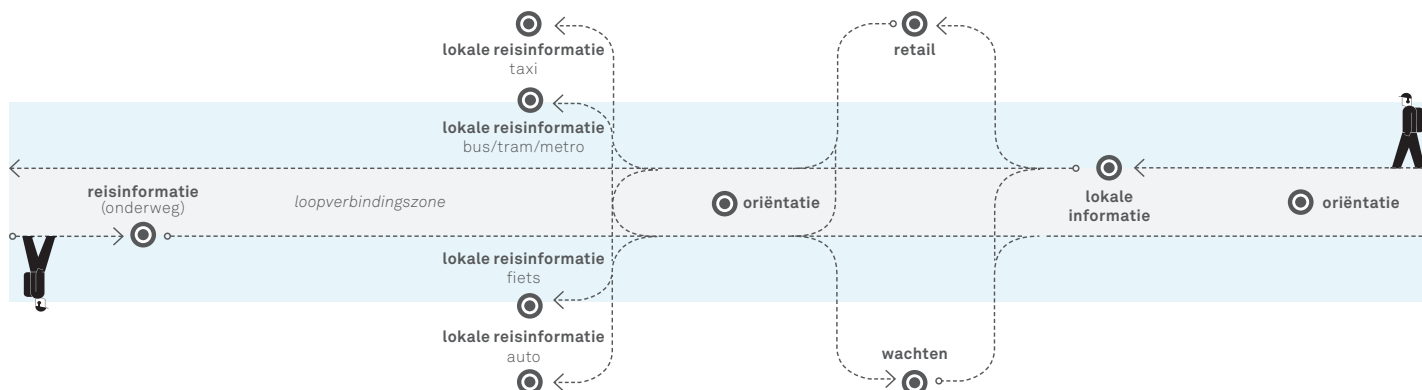 lokale reisinformatie
taxi
retail
lokale reisinformatie
bus/tram/metro
reisinformatie
(onderweg)
loopverbindingszone
oriëntatie
lokale
informatie
oriëntatie
lokale reisinformatie
fiets
lokale reisinformatie
auto
wachten